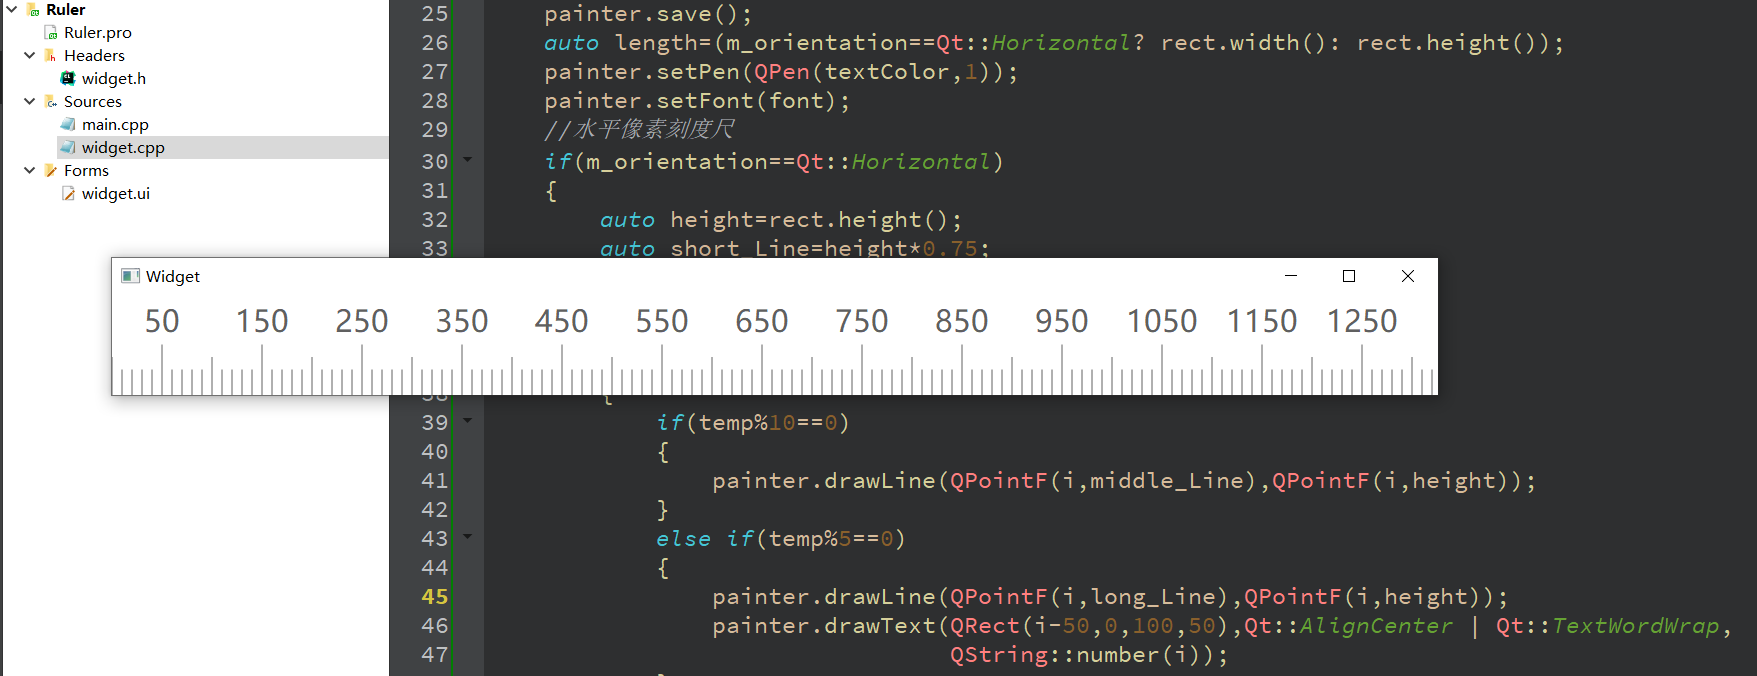 Ruler
Ruler.pro
Headers
widget.h
Sources
main.cpp
widget.cpp
Forms
widget.ui
25 painter.save();
26 auto length=(m_orientation==Qt::Horizontal? rect.width(): rect.height());
27 painter.setPen(QPen(textColor,1));
28 painter.setFont(font);
29 //水平像素刻度尺
30 if(m_orientation==Qt::Horizontal)
31 {
32 auto height=rect.height();
33 auto short_Line=height*0.75;
Widget
50 150 250 350 450 550 650 750 850 950 1050 1150 1250
38 {
39 if(temp%10==0)
40 {
41 painter.drawLine(QPointF(i,middle_Line),QPointF(i,height));
42 }
43 else if(temp%5==0)
44 {
45 painter.drawLine(QPointF(i,long_Line),QPointF(i,height));
46 painter.drawText(QRect(i-50,0,100,50),Qt::AlignCenter | Qt::TextWordWrap,
47 QString::number(i));
}